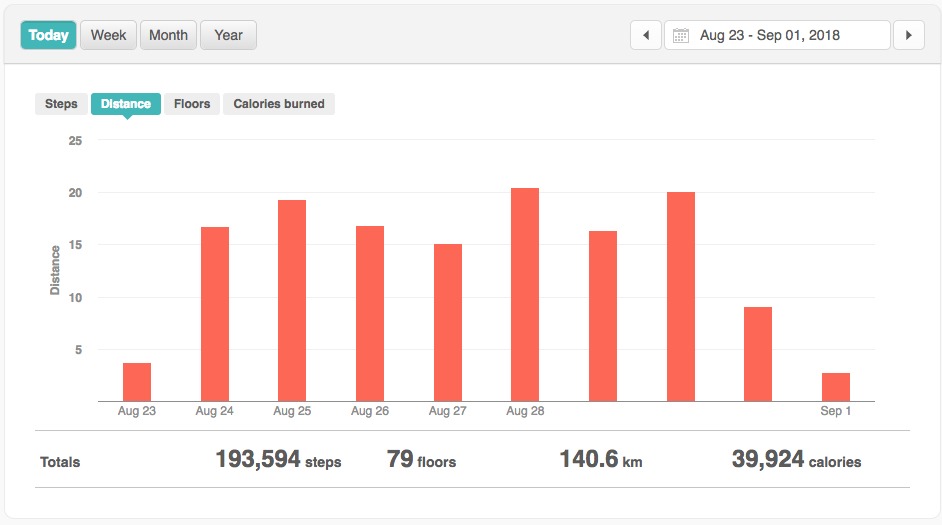 Today Week Month Year Aug 23 - Sep 01, 2018
Steps Distance Floors Calories burned
25
20
15
10
5
Distance
Aug 23 Aug 24 Aug 25 Aug 26 Aug 27 Aug 28 Sep 1
Totals 193,594 steps 79 floors 140.6 km 39,924 calories